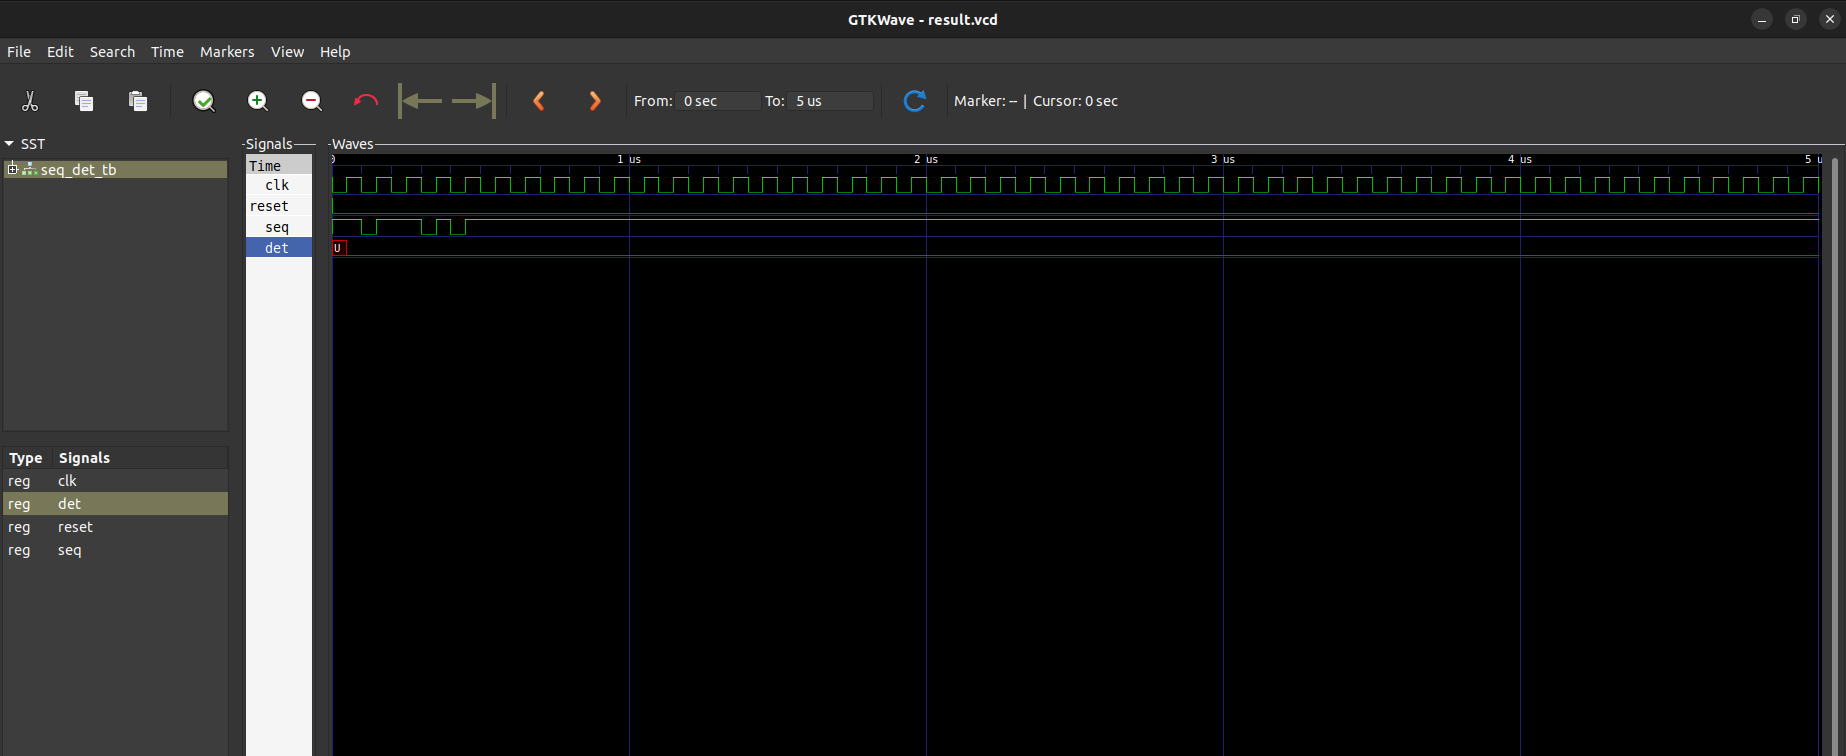 GTKWave - result.vcd
File Edit Search Time Markers View Help
From: 0 sec To: 5 us Marker: -- | Cursor: 0 sec
SST
seq_det_tb
Type Signals
reg clk
reg det
reg reset
reg seq
Signals
Time
clk
reset
seq
det
Waves
0 1 us 2 us 3 us 4 us 5 u
U